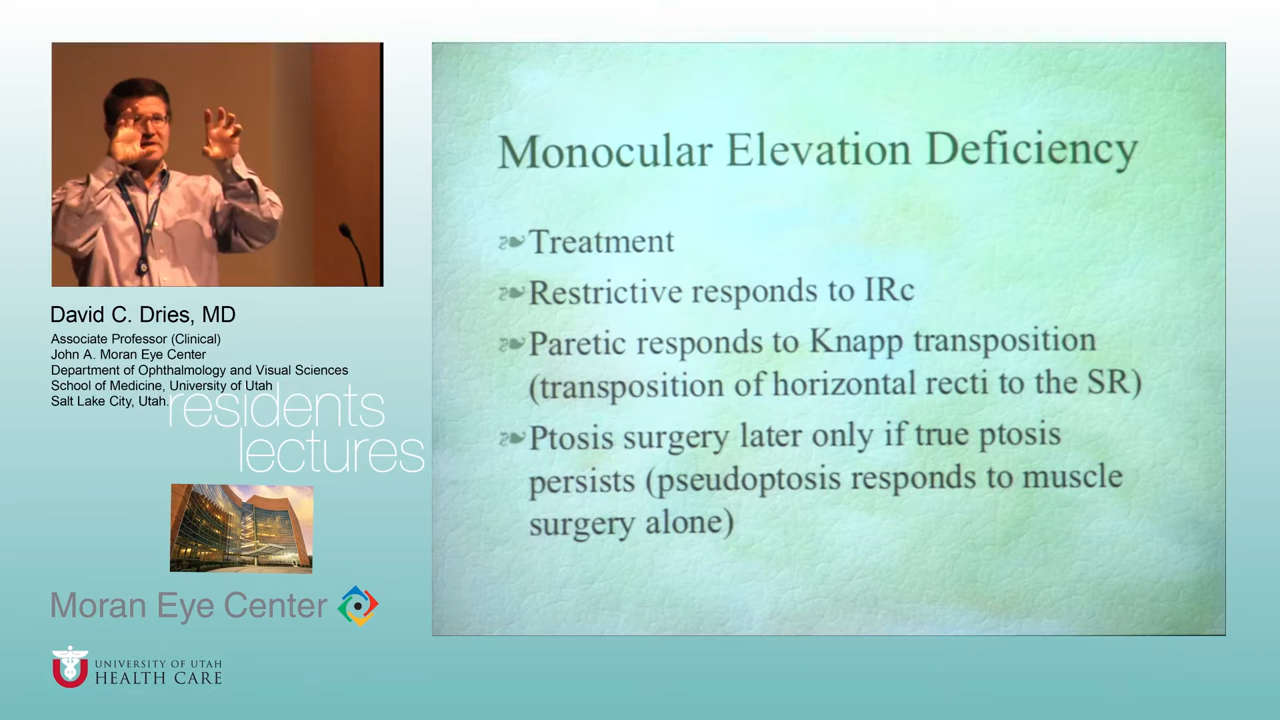 David C. Dries, MD
Associate Professor (Clinical)
John A. Moran Eye Center
Department of Ophthalmology and Visual Sciences
School of Medicine, University of Utah
Salt Lake City, Utah.
residents
lectures
Moran Eye Center
UNIVERSITY OF UTAH
HEALTH CARE
Monocular Elevation Deficiency
Treatment
Restrictive responds to IRc
Paretic responds to Knapp transposition
(transposition of horizontal recti to the SR)
Ptosis surgery later only if true ptosis
persists (pseudoptosis responds to muscle
surgery alone)